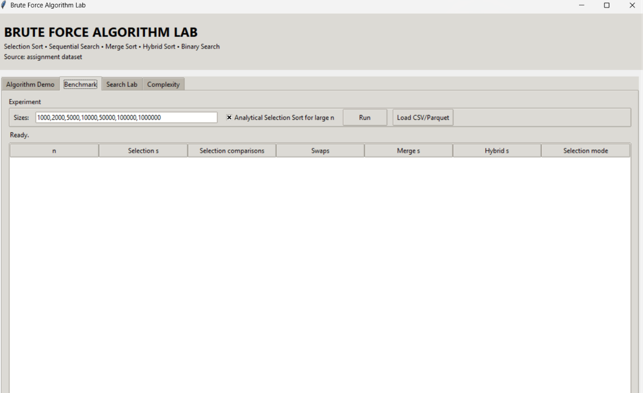 Brute Force Algorithm Lab
BRUTE FORCE ALGORITHM LAB
Selection Sort • Sequential Search • Merge Sort • Hybrid Sort • Binary Search
Source: assignment dataset
Algorithm Demo Benchmark Search Lab Complexity
Experiment
Sizes: 1000,2000,5000,10000,50000,100000,1000000 Analytical Selection Sort for large n Run Load CSV/Parquet
Ready.
n Selection s Selection comparisons Swaps Merge s Hybrid s Selection mode